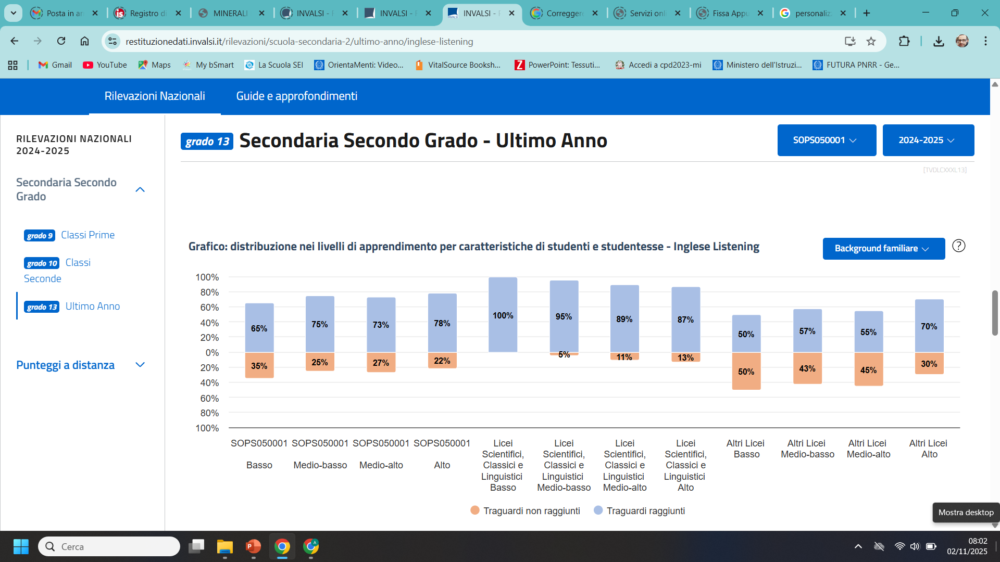 Posta in ar
Registro di
MINERALI
INVALSI - P
INVALSI - P
INVALSI - P
Correggere
Servizi onli
Fissa Appu
personaliz
restituzionedati.invalsi.it/rilevazioni/scuola-secondaria-2/ultimo-anno/inglese-listening
Gmail
YouTube
Maps
My bSmart
La Scuola SEI
OrientaMenti: Video...
VitalSource Booksh...
PowerPoint: Tessuti...
Accedi a cpd2023-mi
Ministero dell'Istruzi...
FUTURA PNRR - Ge...
Rilevazioni Nazionali
Guide e approfondimenti
RILEVAZIONI NAZIONALI
2024-2025
Secondaria Secondo
Grado
grado 9 Classi Prime
grado 10 Classi
Seconde
grado 13 Ultimo Anno
Punteggi a distanza
grado 13 Secondaria Secondo Grado - Ultimo Anno
SOPS050001
2024-2025
[TVDLCXXXL13]
Grafico: distribuzione nei livelli di apprendimento per caratteristiche di studenti e studentesse - Inglese Listening
Background familiare
?
100%
80%
60%
40%
20%
0%
20%
40%
60%
80%
100%
65%
75%
73%
78%
100%
95%
89%
87%
50%
57%
55%
70%
35%
25%
27%
22%
5%
11%
13%
50%
43%
45%
30%
SOPS050001
Basso
SOPS050001
Medio-basso
SOPS050001
Medio-alto
SOPS050001
Alto
Licei
Scientifici,
Classici e
Linguistici
Basso
Licei
Scientifici,
Classici e
Linguistici
Medio-basso
Licei
Scientifici,
Classici e
Linguistici
Medio-alto
Licei
Scientifici,
Classici e
Linguistici
Alto
Altri Licei
Basso
Altri Licei
Medio-basso
Altri Licei
Medio-alto
Altri Licei
Alto
Traguardi non raggiunti
Traguardi raggiunti
Mostra desktop
Cerca
08:02
02/11/2025